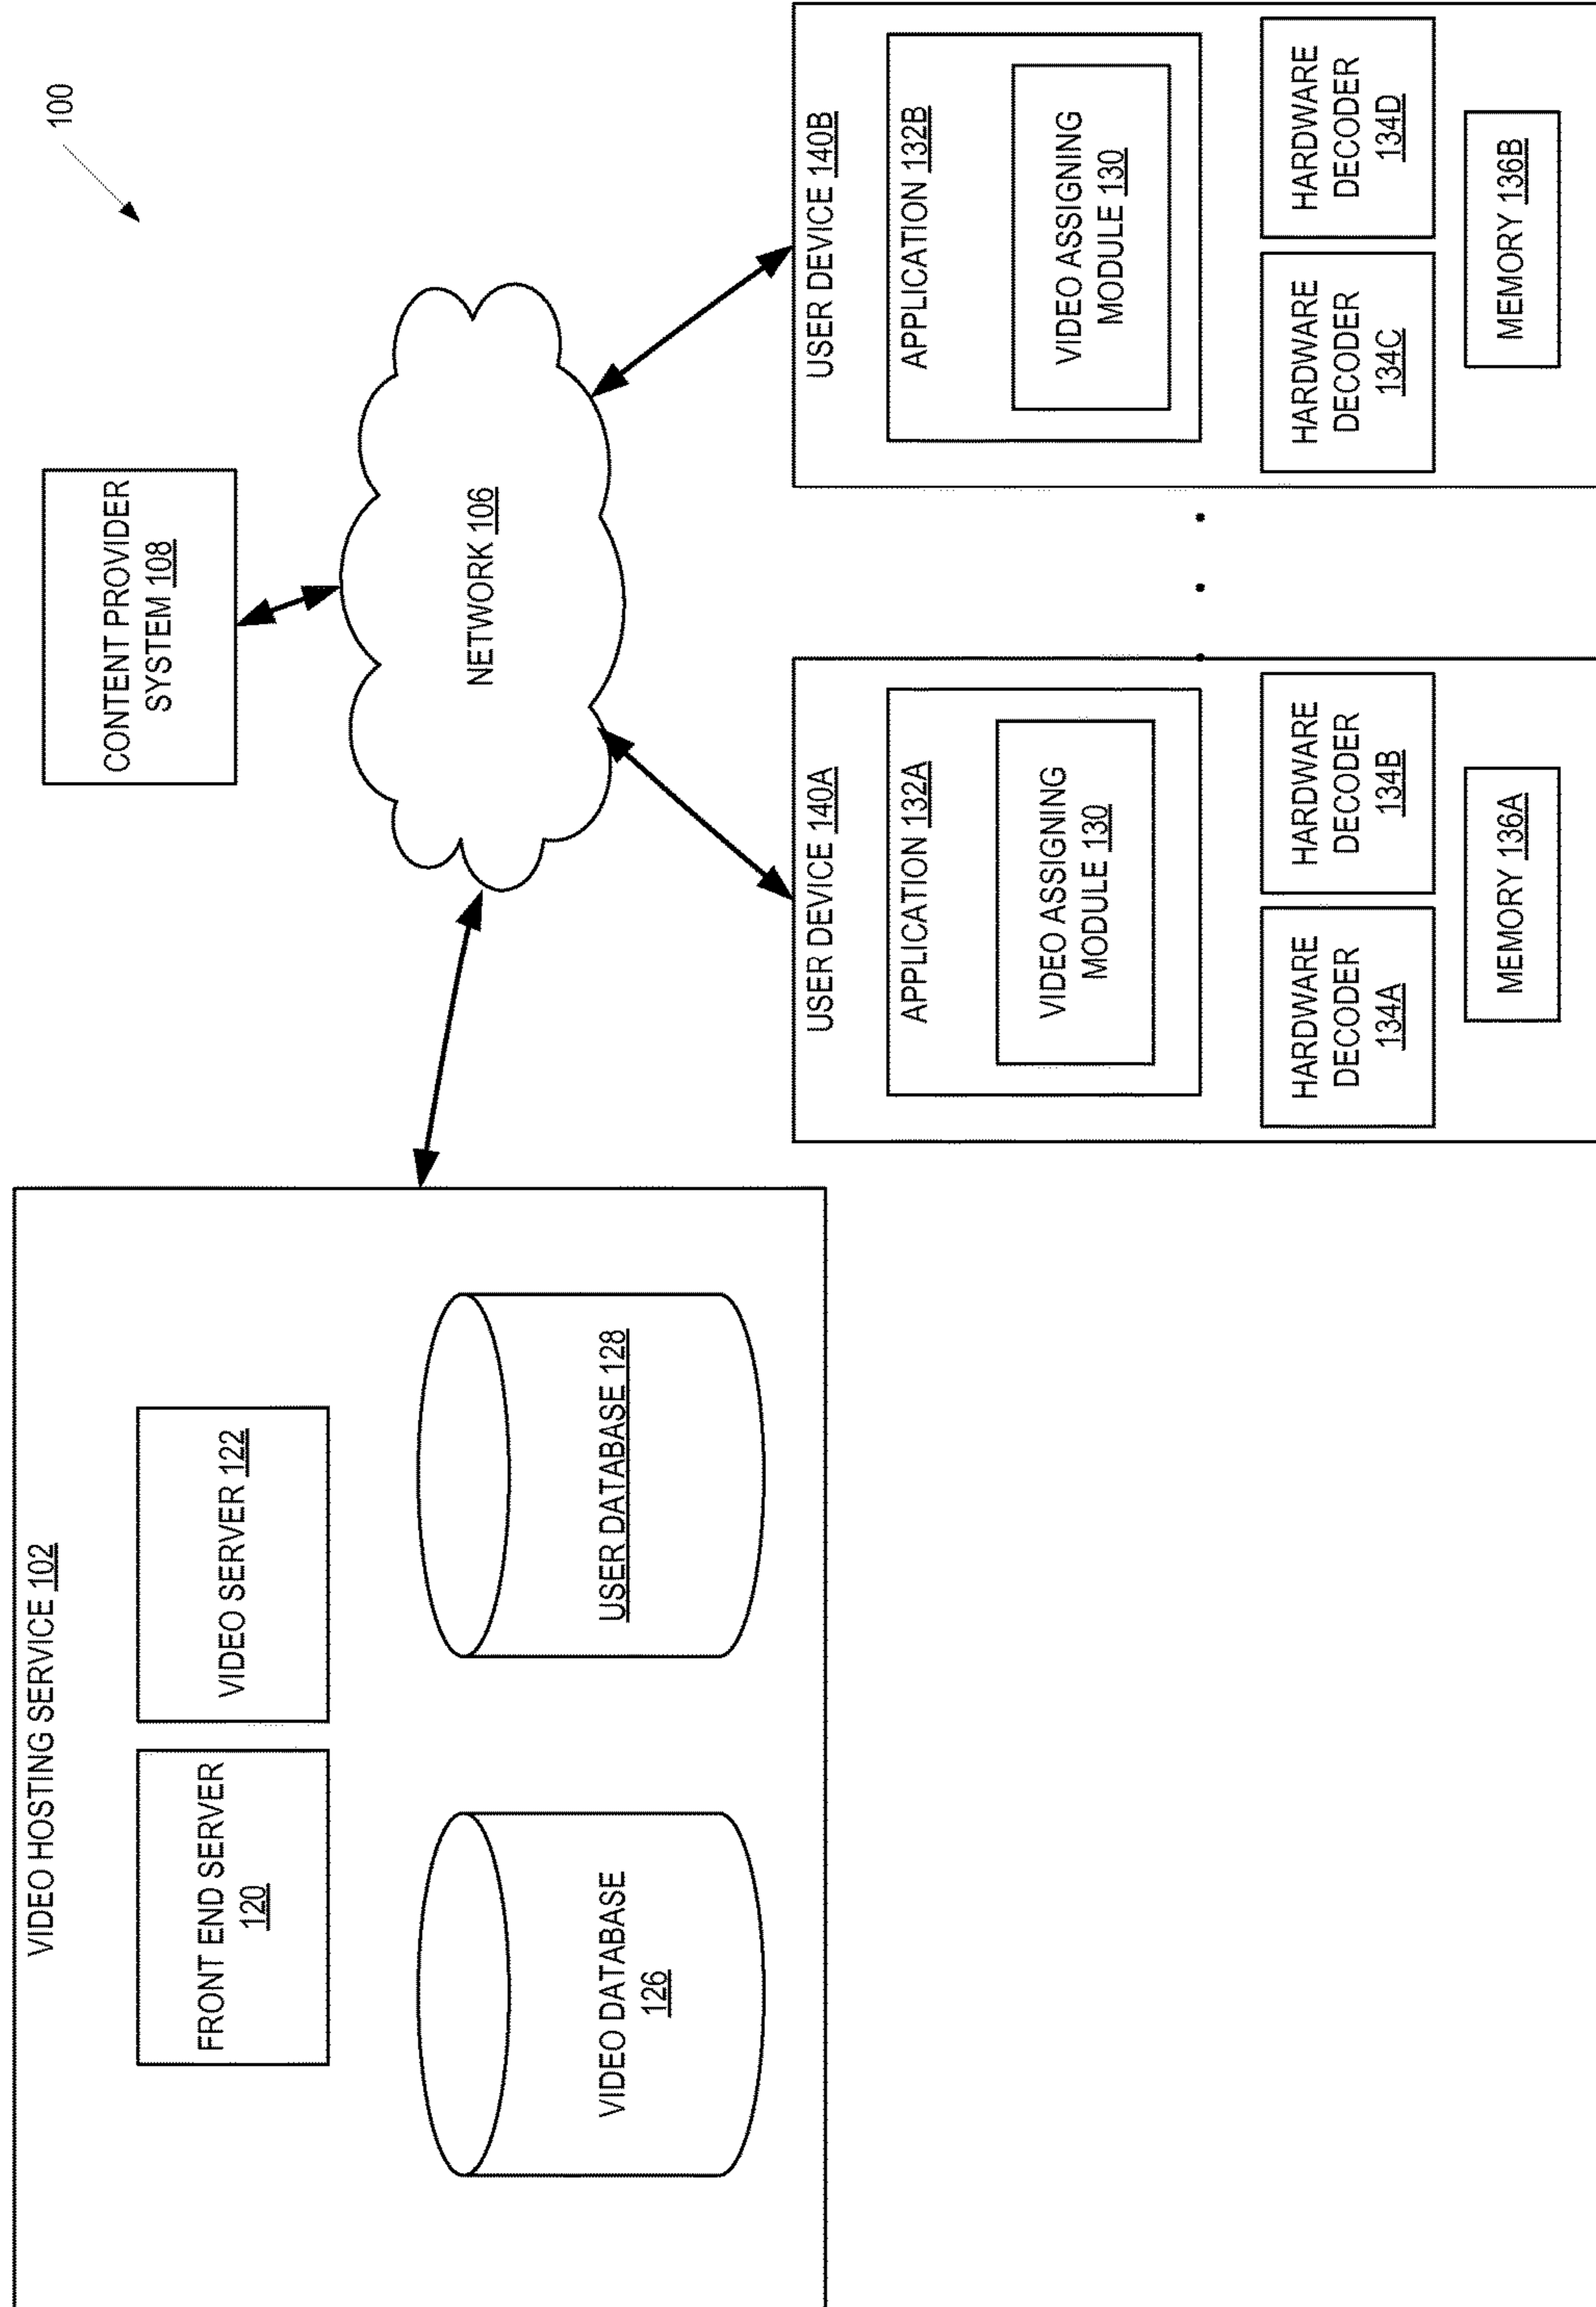 100
VIDEO HOSTING SERVICE 102
FRONT END SERVER
120
VIDEO SERVER 122
VIDEO DATABASE
126
USER DATABASE 128
CONTENT PROVIDER
SYSTEM 108
NETWORK 106
USER DEVICE 140A
APPLICATION 132A
VIDEO ASSIGNING
MODULE 130
HARDWARE
DECODER
134A
HARDWARE
DECODER
134B
MEMORY 136A
USER DEVICE 140B
APPLICATION 132B
VIDEO ASSIGNING
MODULE 130
HARDWARE
DECODER
134C
HARDWARE
DECODER
134D
MEMORY 136B